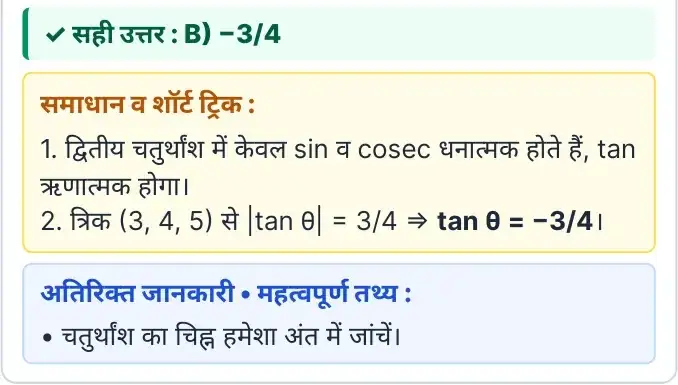 ✓ सही उत्तर : B) −3/4
समाधान व शॉर्ट ट्रिक :
1. द्वितीय चतुर्थांश में केवल sin व cosec धनात्मक होते हैं, tan
ऋणात्मक होगा।
2. त्रिक (3, 4, 5) से |tan θ| = 3/4 ⇒ tan θ = −3/4।
अतिरिक्त जानकारी • महत्वपूर्ण तथ्य :
• चतुर्थांश का चिह्न हमेशा अंत में जांचें।